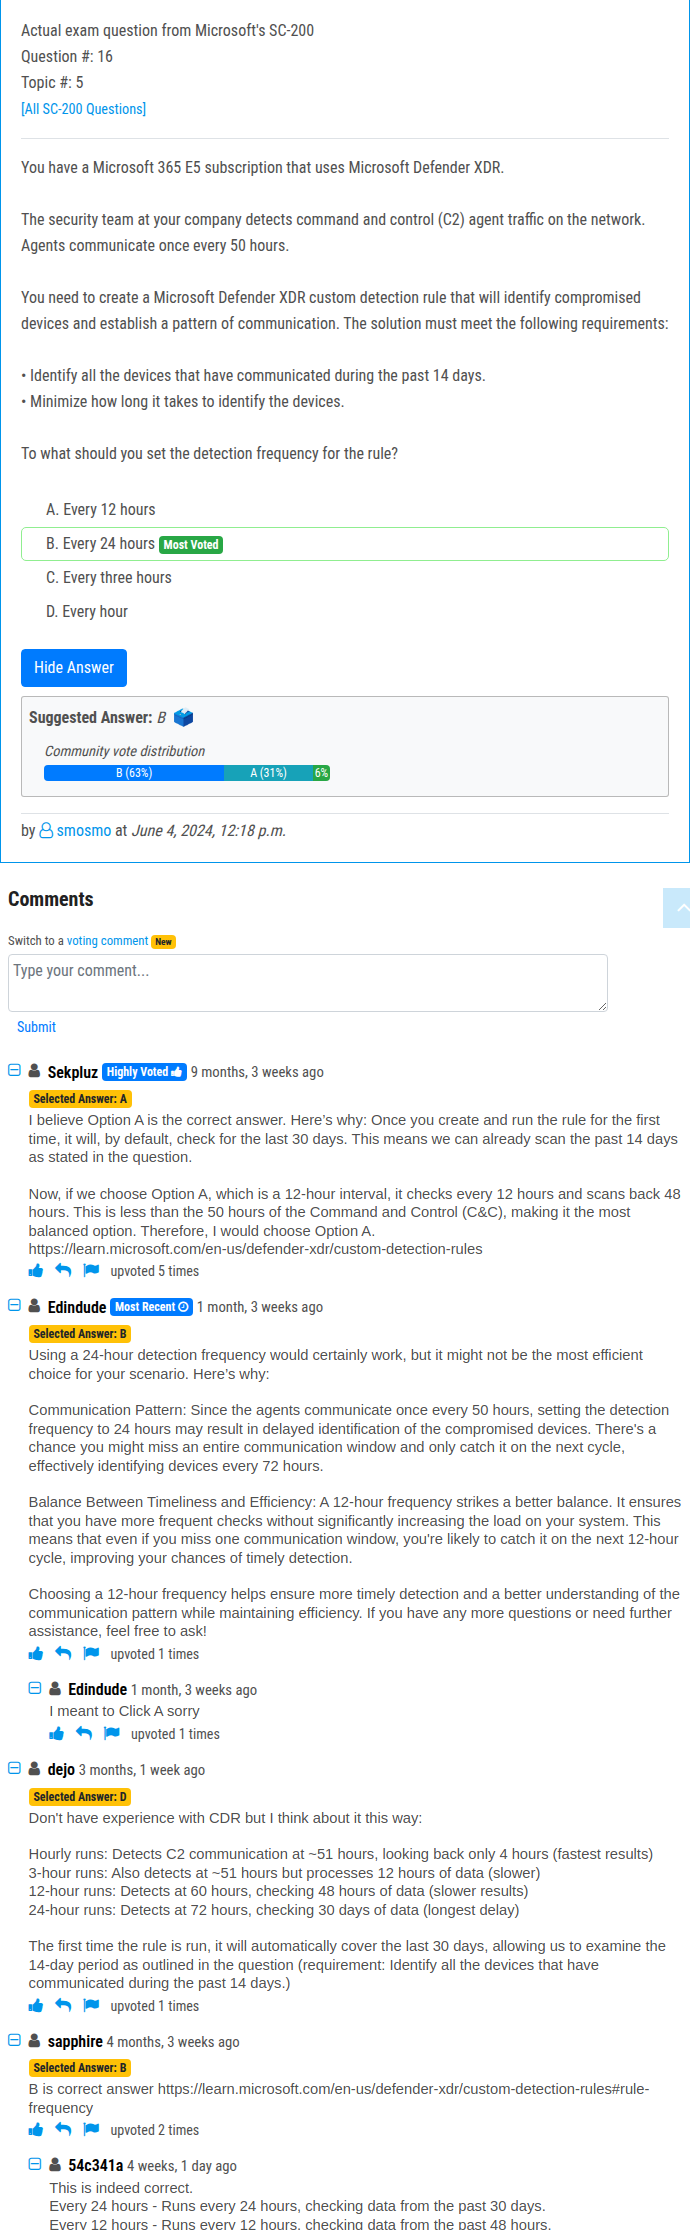 Actual exam question from Microsoft's SC-200
Question #: 16
Topic #: 5
[All SC-200 Questions]
You have a Microsoft 365 E5 subscription that uses Microsoft Defender XDR.
The security team at your company detects command and control (C2) agent traffic on the network.
Agents communicate once every 50 hours.
You need to create a Microsoft Defender XDR custom detection rule that will identify compromised
devices and establish a pattern of communication. The solution must meet the following requirements:
• Identify all the devices that have communicated during the past 14 days.
• Minimize how long it takes to identify the devices.
To what should you set the detection frequency for the rule?
A. Every 12 hours
B. Every 24 hours Most Voted
C. Every three hours
D. Every hour
Hide Answer
Suggested Answer: B
Community vote distribution
B (63%) A (31%) 6%
by smosmo at June 4, 2024, 12:18 p.m.
Comments
Switch to a voting comment New
Type your comment...
Submit
Sekpluz Highly Voted 9 months, 3 weeks ago
Selected Answer: A
I believe Option A is the correct answer. Here’s why: Once you create and run the rule for the first
time, it will, by default, check for the last 30 days. This means we can already scan the past 14 days
as stated in the question.
Now, if we choose Option A, which is a 12-hour interval, it checks every 12 hours and scans back 48
hours. This is less than the 50 hours of the Command and Control (C&C), making it the most
balanced option. Therefore, I would choose Option A.
https://learn.microsoft.com/en-us/defender-xdr/custom-detection-rules
upvoted 5 times
Edindude Most Recent 1 month, 3 weeks ago
Selected Answer: B
Using a 24-hour detection frequency would certainly work, but it might not be the most efficient
choice for your scenario. Here’s why:
Communication Pattern: Since the agents communicate once every 50 hours, setting the detection
frequency to 24 hours may result in delayed identification of the compromised devices. There's a
chance you might miss an entire communication window and only catch it on the next cycle,
effectively identifying devices every 72 hours.
Balance Between Timeliness and Efficiency: A 12-hour frequency strikes a better balance. It ensures
that you have more frequent checks without significantly increasing the load on your system. This
means that even if you miss one communication window, you're likely to catch it on the next 12-hour
cycle, improving your chances of timely detection.
Choosing a 12-hour frequency helps ensure more timely detection and a better understanding of the
communication pattern while maintaining efficiency. If you have any more questions or need further
assistance, feel free to ask!
upvoted 1 times
Edindude 1 month, 3 weeks ago
I meant to Click A sorry
upvoted 1 times
dejo 3 months, 1 week ago
Selected Answer: D
Don't have experience with CDR but I think about it this way:
Hourly runs: Detects C2 communication at ~51 hours, looking back only 4 hours (fastest results)
3-hour runs: Also detects at ~51 hours but processes 12 hours of data (slower)
12-hour runs: Detects at 60 hours, checking 48 hours of data (slower results)
24-hour runs: Detects at 72 hours, checking 30 days of data (longest delay)
The first time the rule is run, it will automatically cover the last 30 days, allowing us to examine the
14-day period as outlined in the question (requirement: Identify all the devices that have
communicated during the past 14 days.)
upvoted 1 times
sapphire 4 months, 3 weeks ago
Selected Answer: B
B is correct answer https://learn.microsoft.com/en-us/defender-xdr/custom-detection-rules#rule-
frequency
upvoted 2 times
54c341a 4 weeks, 1 day ago
This is indeed correct.
Every 24 hours - Runs every 24 hours, checking data from the past 30 days.
Every 12 hours - Runs every 12 hours, checking data from the past 48 hours.